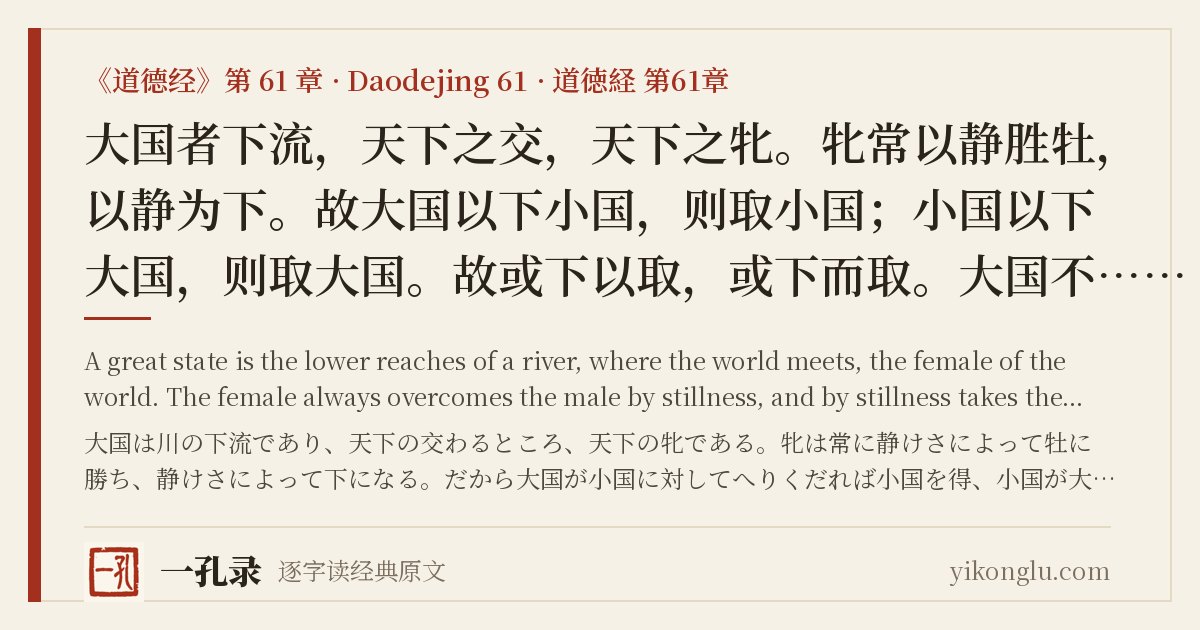 《道德经》第 61 章 · Daodejing 61 · 道徳経 第61章
大国者下流，天下之交，天下之牝。牝常以静胜牡，
以静为下。故大国以下小国，则取小国；小国以下
大国，则取大国。故或下以取，或下而取。大国不……
A great state is the lower reaches of a river, where the world meets, the female of the
world. The female always overcomes the male by stillness, and by stillness takes the...
大国は川の下流であり、天下の交わるところ、天下の牝である。牝は常に静けさによって牡に
勝ち、静けさによって下になる。だから大国が小国に対してへりくだれば小国を得、小国が大…
一孔
一孔录 逐字读经典原文
yikonglu.com